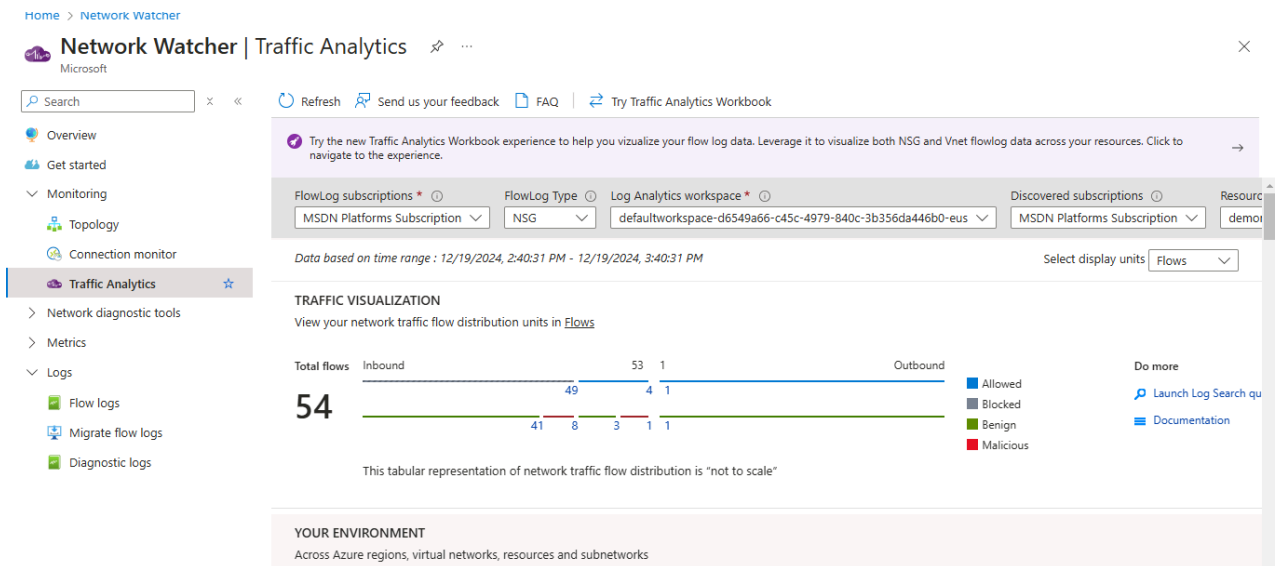 Home > Network Watcher
Network Watcher | Traffic Analytics ···
Microsoft
Search
Refresh Send us your feedback FAQ Try Traffic Analytics Workbook
Overview
Get started
Monitoring
Topology
Connection monitor
Traffic Analytics
Network diagnostic tools
Metrics
Logs
Flow logs
Migrate flow logs
Diagnostic logs
Try the new Traffic Analytics Workbook experience to help you vizualize your flow log data. Leverage it to visualize both NSG and Vnet flowlog data across your resources. Click to
navigate to the experience.
FlowLog subscriptions * FlowLog Type Log Analytics workspace * Discovered subscriptions Resourc
MSDN Platforms Subscription NSG defaultworkspace-d6549a66-c45c-4979-840c-3b356da446b0-eus MSDN Platforms Subscription demor
Data based on time range : 12/19/2024, 2:40:31 PM - 12/19/2024, 3:40:31 PM
Select display units Flows
TRAFFIC VISUALIZATION
View your network traffic flow distribution units in Flows
Total flows Inbound 53 1 Outbound
54
49 4 1
41 8 3 1 1
Allowed
Blocked
Benign
Malicious
Do more
Launch Log Search qu
Documentation
This tabular representation of network traffic flow distribution is “not to scale”
YOUR ENVIRONMENT
Across Azure regions, virtual networks, resources and subnetworks